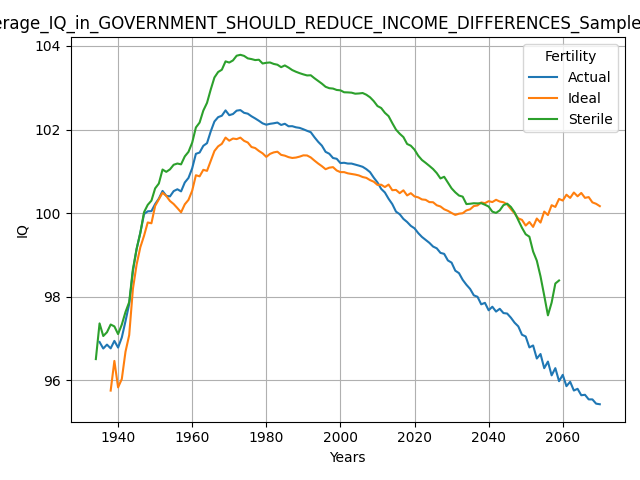 erage_IQ_in_GOVERNMENT_SHOULD_REDUCE_INCOME_DIFFERENCES_Sample
Fertility
Actual
Ideal
Sterile
104
102
100
98
96
IQ
1940 1960 1980 2000 2020 2040 2060
Years